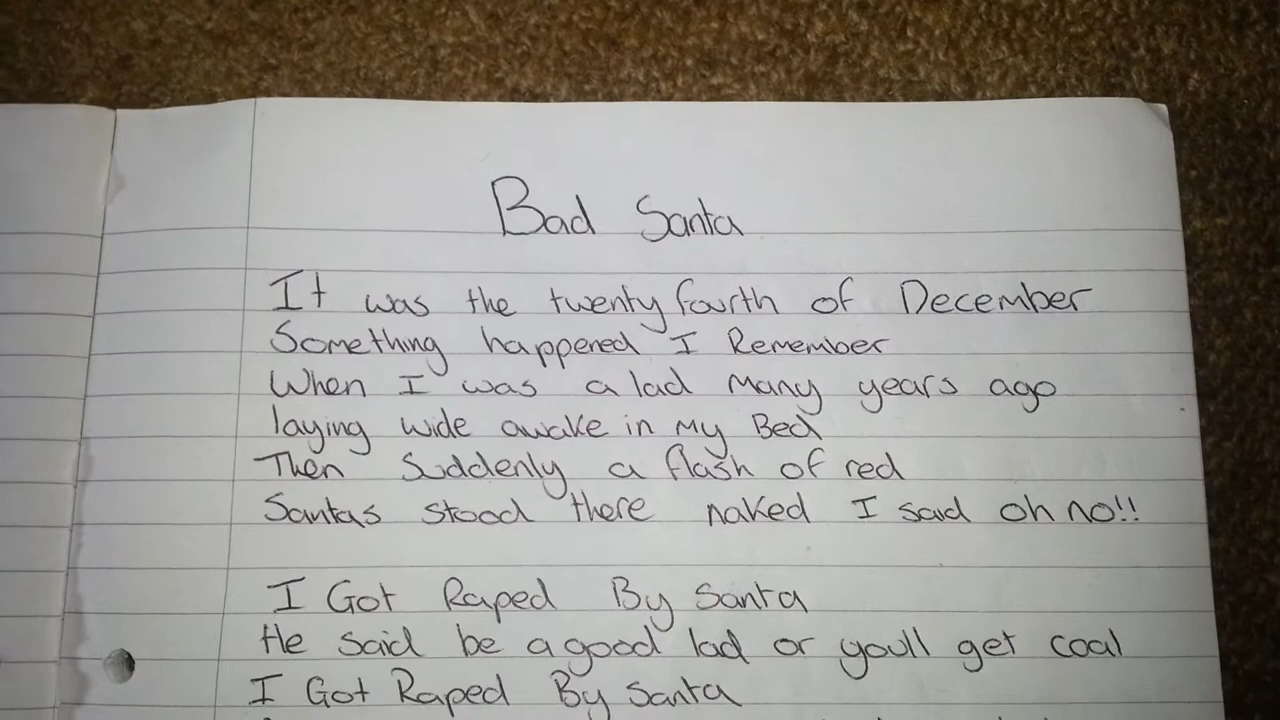 Bad Santa
It was the twenty fourth of December
Something happened I Remember
When I was a lad Many years ago
laying wide awake in My Bed
Then Suddenly a flash of red
Santas stood there naked I said oh no!!
I Got Raped By Santa
He said be a good lad or youll get coal
I Got Raped By Santa